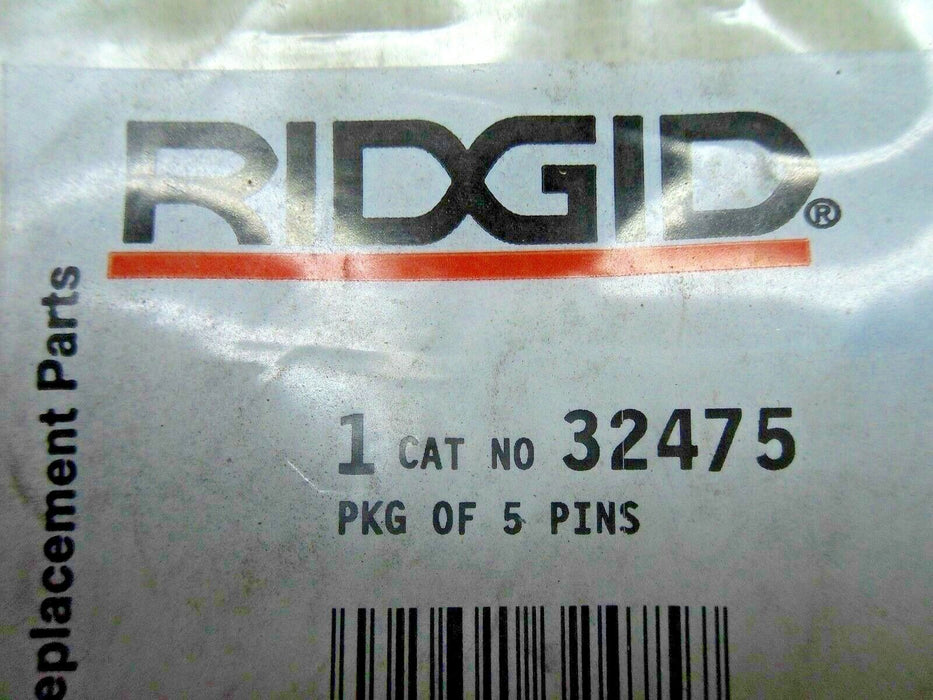 RIDGID®
eplacement Parts
1 CAT NO 32475
PKG OF 5 PINS